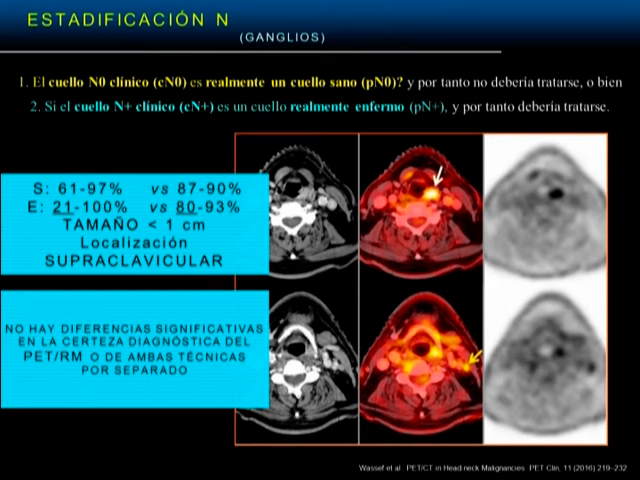 ESTADIFICACIÓN N
(GANGLIOS)
1. El cuello N0 clínico (cN0) es realmente un cuello sano (pN0)? y por tanto no debería tratarse, o bien
2. Si el cuello N+ clínico (cN+) es un cuello realmente enfermo (pN+), y por tanto debería tratarse.
S: 61-97% vs 87-90%
E: 21-100% vs 80-93%
TAMAÑO < 1 cm
Localización
SUPRACLAVICULAR
NO HAY DIFERENCIAS SIGNIFICATIVAS
EN LA CERTEZA DIAGNÓSTICA DEL
PET/RM O DE AMBAS TÉCNICAS
POR SEPARADO
Wassef et al. PET/CT in Head neck Malignancies. PET Clin, 11 (2016) 219-232